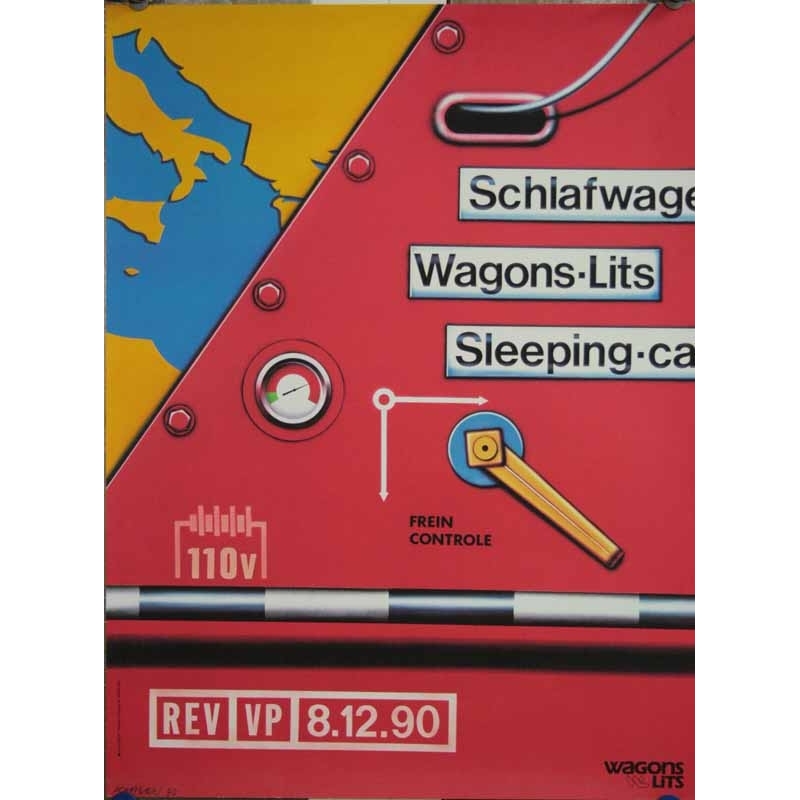 Schlafwage
Wagons·Lits
Sleeping·ca
FREIN
CONTROLE
110v
REV VP 8.12.90
wagons
LiTS